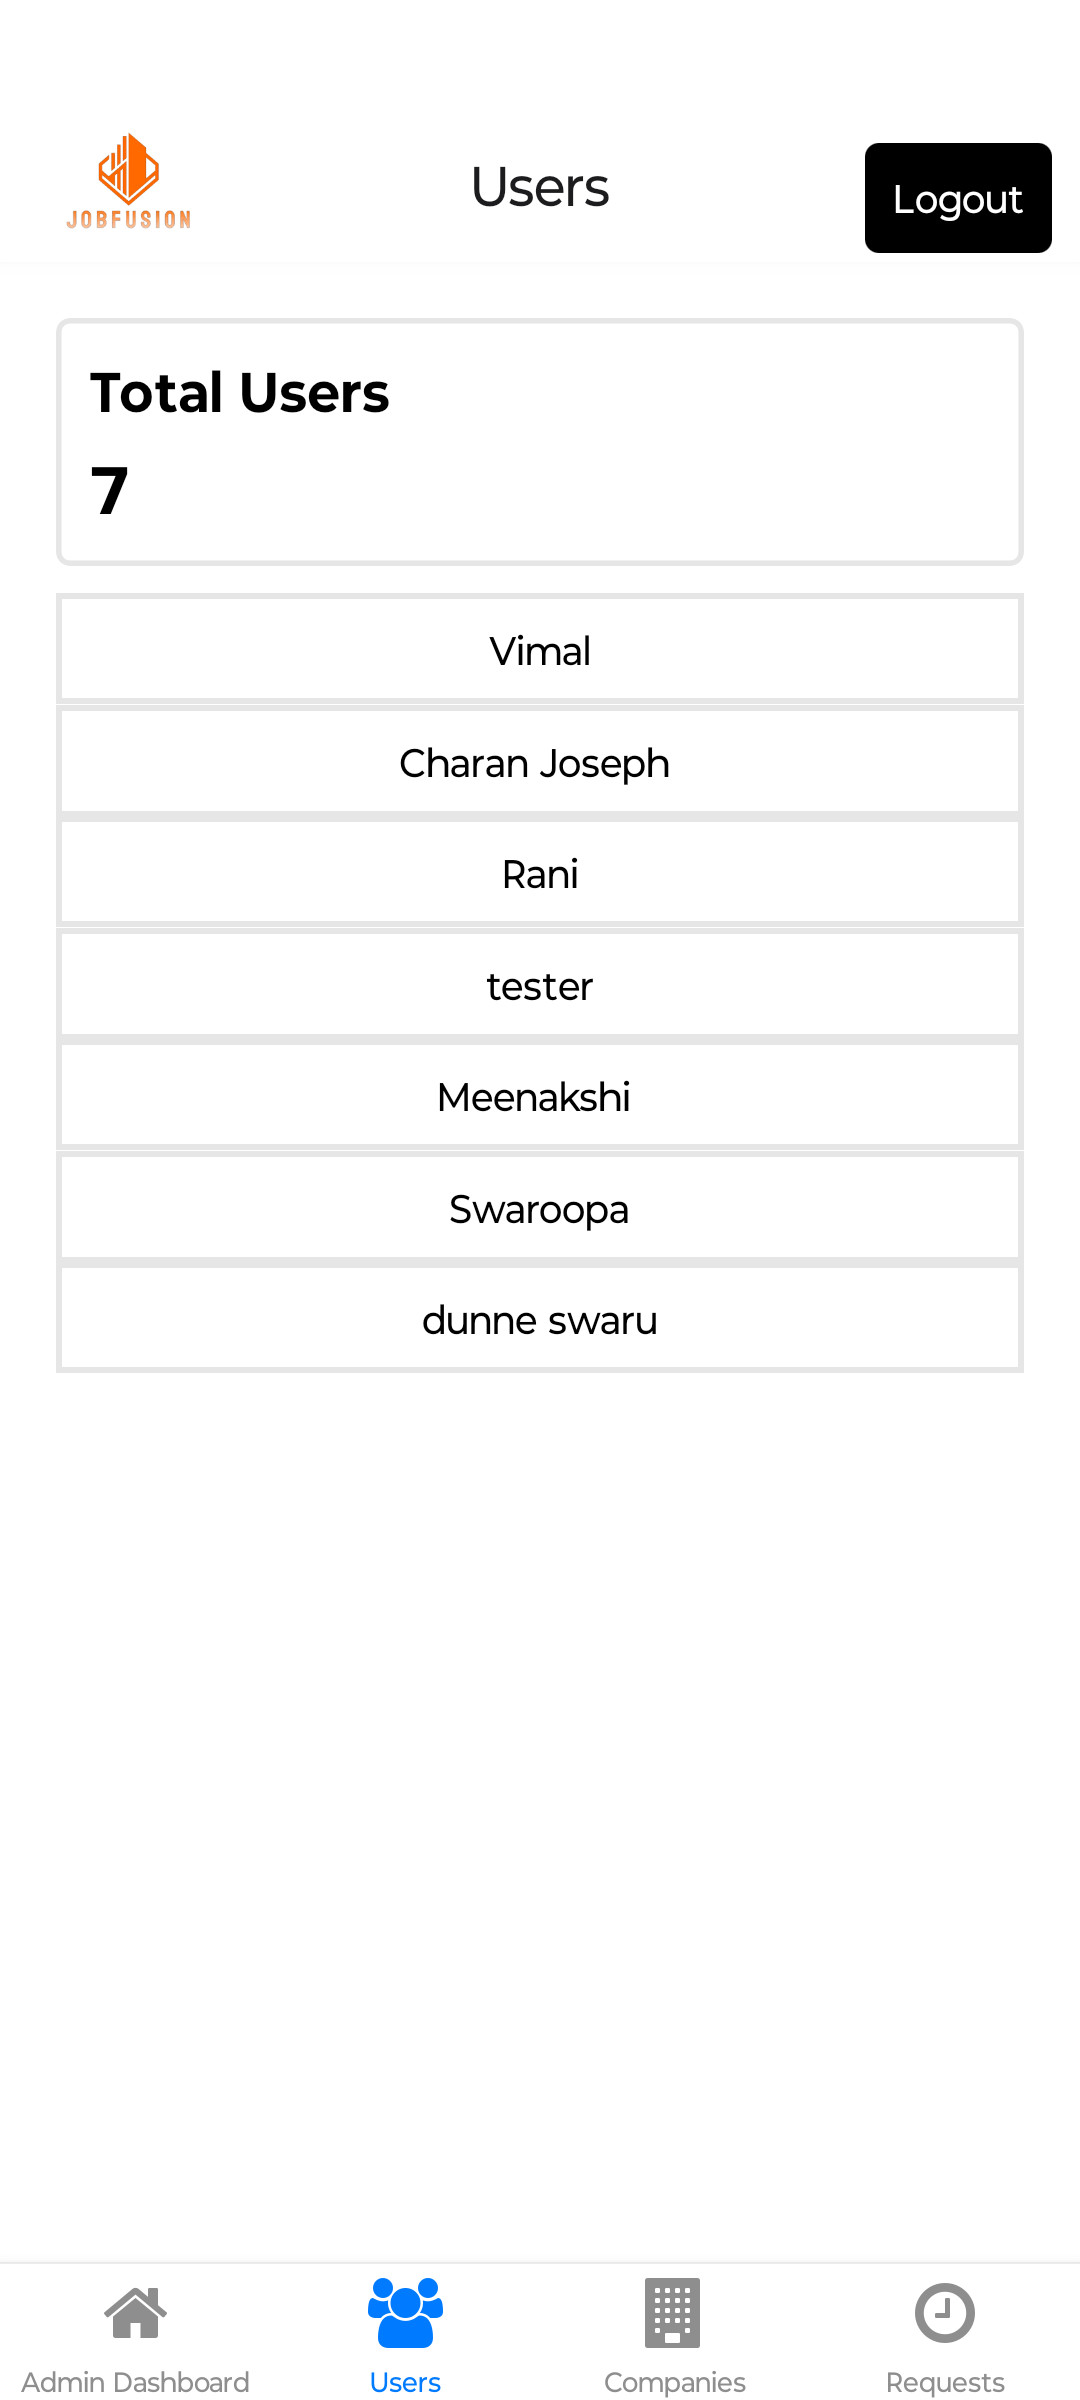 JOBFUSION
Users
Logout
Total Users
7
Vimal
Charan Joseph
Rani
tester
Meenakshi
Swaroopa
dunne swaru
Admin Dashboard
Users
Companies
Requests